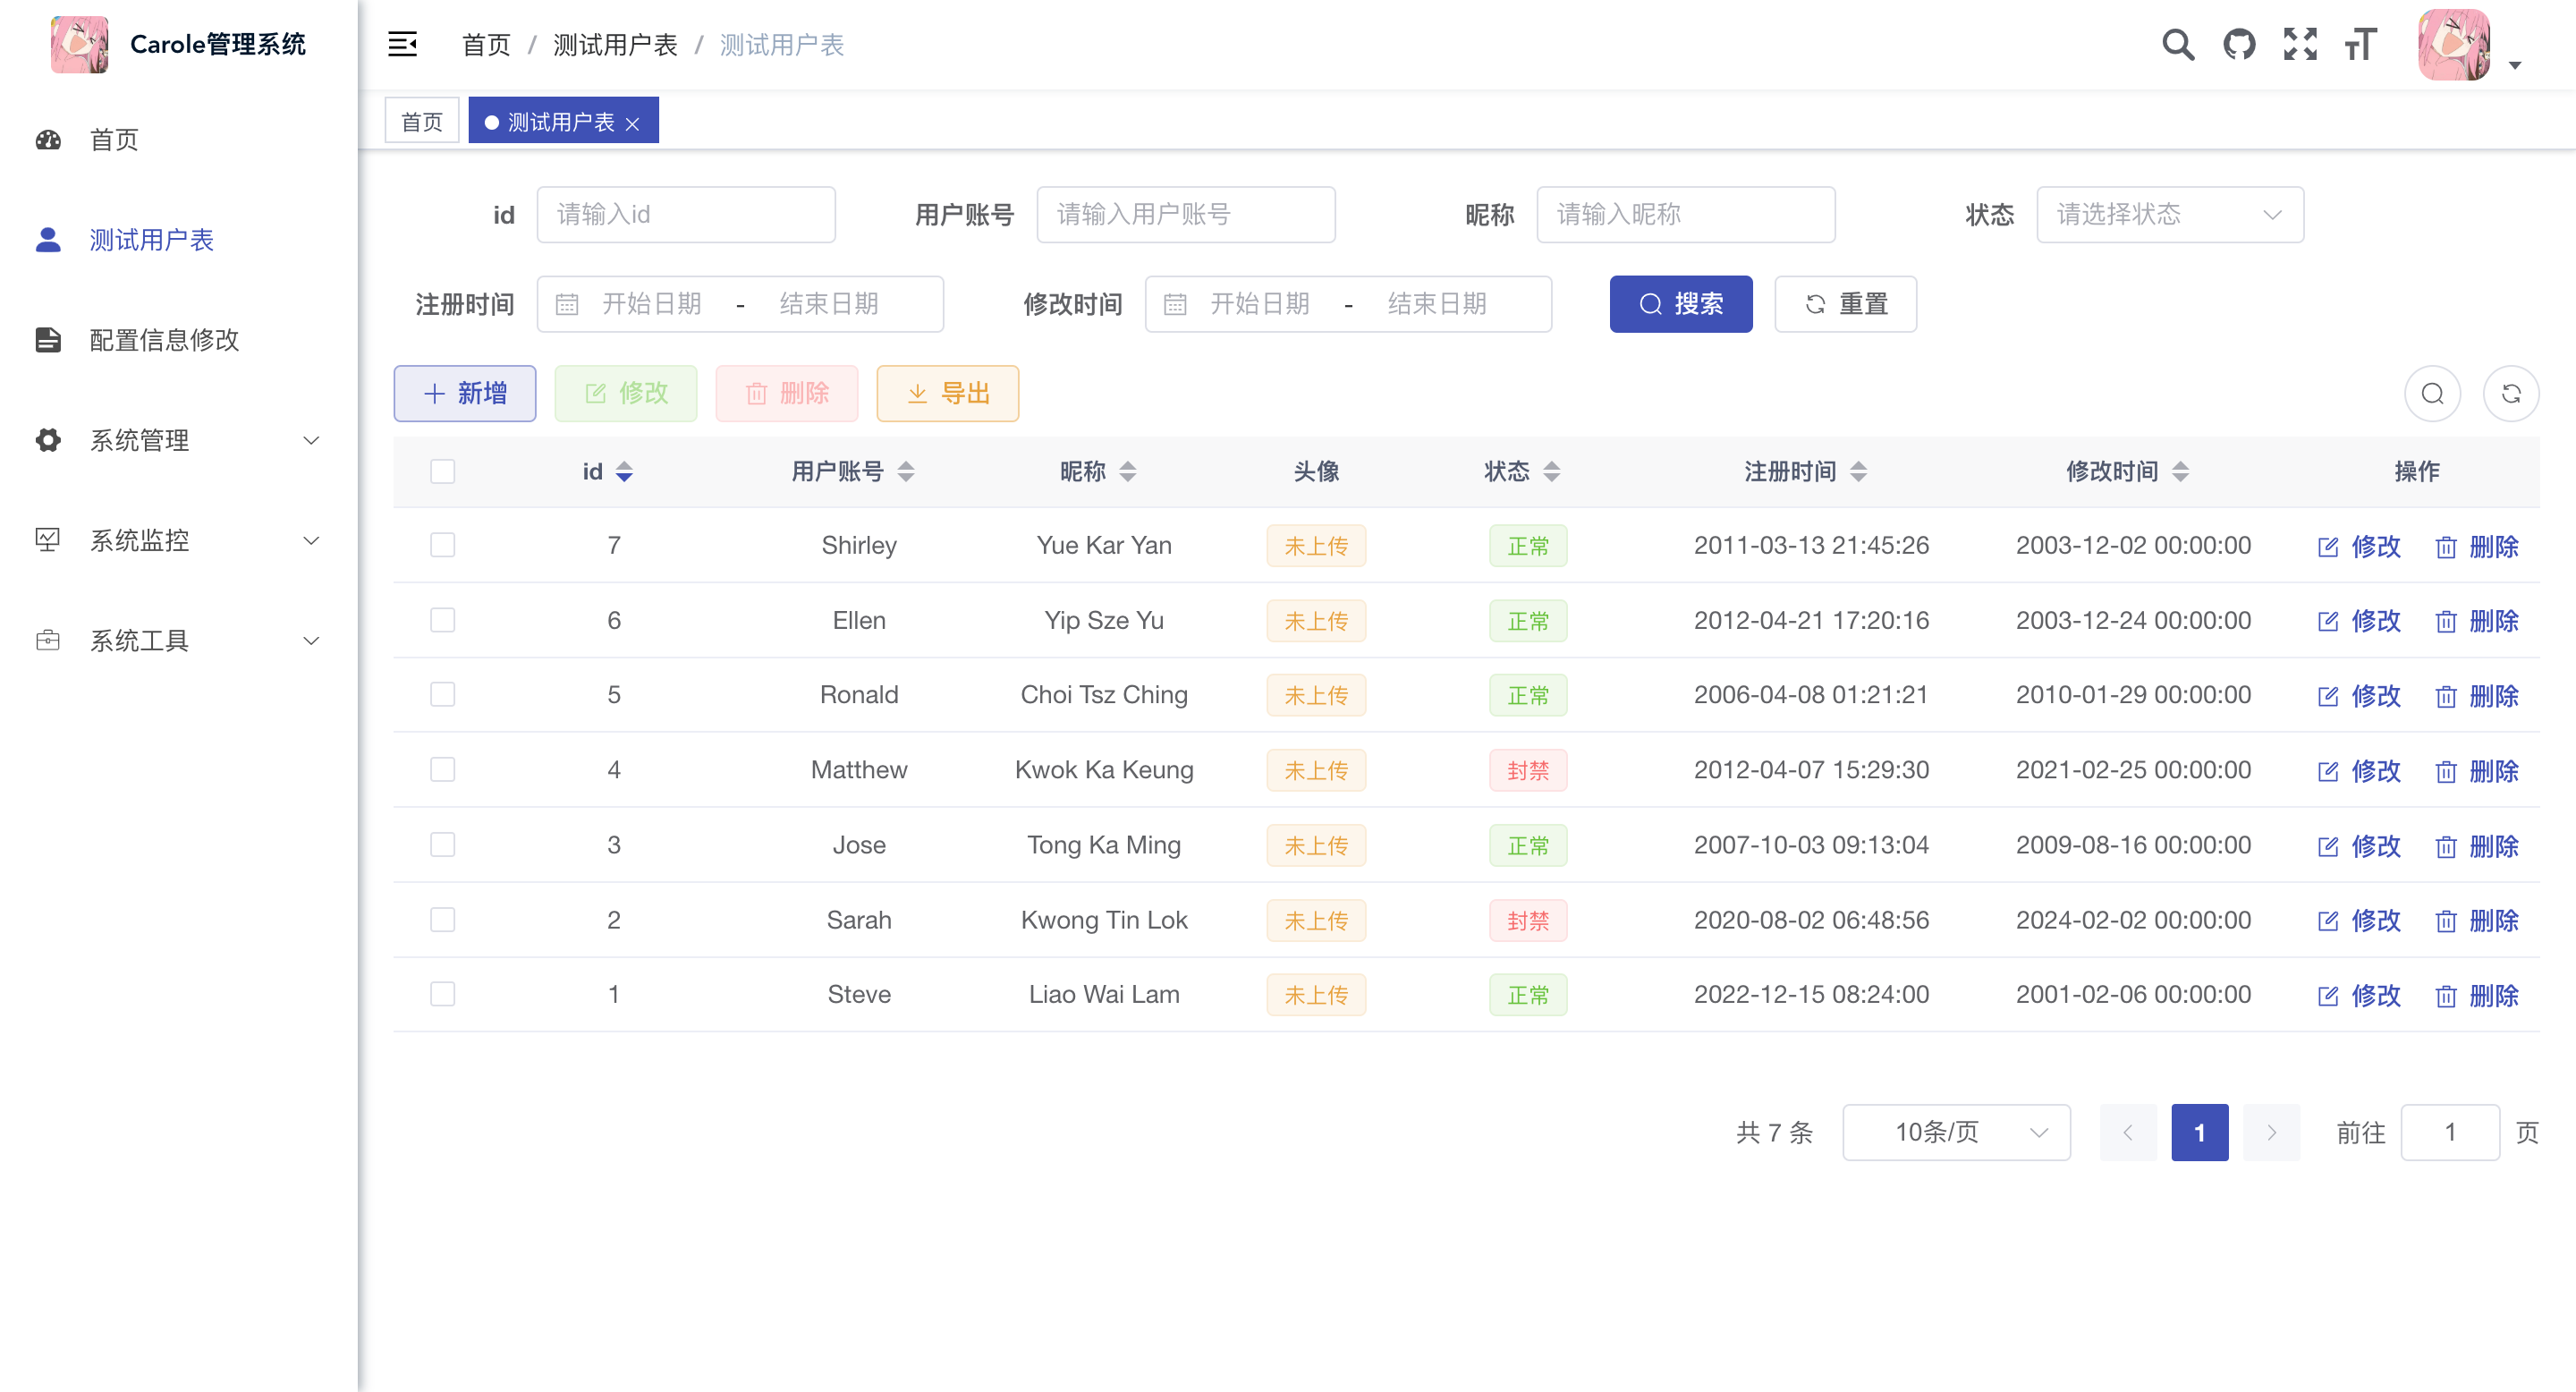 Carole管理系统
首页
测试用户表
配置信息修改
系统管理
系统监控
系统工具
首页 / 测试用户表 / 测试用户表
首页 测试用户表
id 请输入id 用户账号 请输入用户账号 昵称 请输入昵称 状态 请选择状态
注册时间 开始日期 - 结束日期 修改时间 开始日期 - 结束日期 搜索 重置
新增 修改 删除 导出
id 用户账号 昵称 头像 状态 注册时间 修改时间 操作
7 Shirley Yue Kar Yan 未上传 正常 2011-03-13 21:45:26 2003-12-02 00:00:00 修改 删除
6 Ellen Yip Sze Yu 未上传 正常 2012-04-21 17:20:16 2003-12-24 00:00:00 修改 删除
5 Ronald Choi Tsz Ching 未上传 正常 2006-04-08 01:21:21 2010-01-29 00:00:00 修改 删除
4 Matthew Kwok Ka Keung 未上传 封禁 2012-04-07 15:29:30 2021-02-25 00:00:00 修改 删除
3 Jose Tong Ka Ming 未上传 正常 2007-10-03 09:13:04 2009-08-16 00:00:00 修改 删除
2 Sarah Kwong Tin Lok 未上传 封禁 2020-08-02 06:48:56 2024-02-02 00:00:00 修改 删除
1 Steve Liao Wai Lam 未上传 正常 2022-12-15 08:24:00 2001-02-06 00:00:00 修改 删除
共 7 条 10条/页 1 前往 1 页